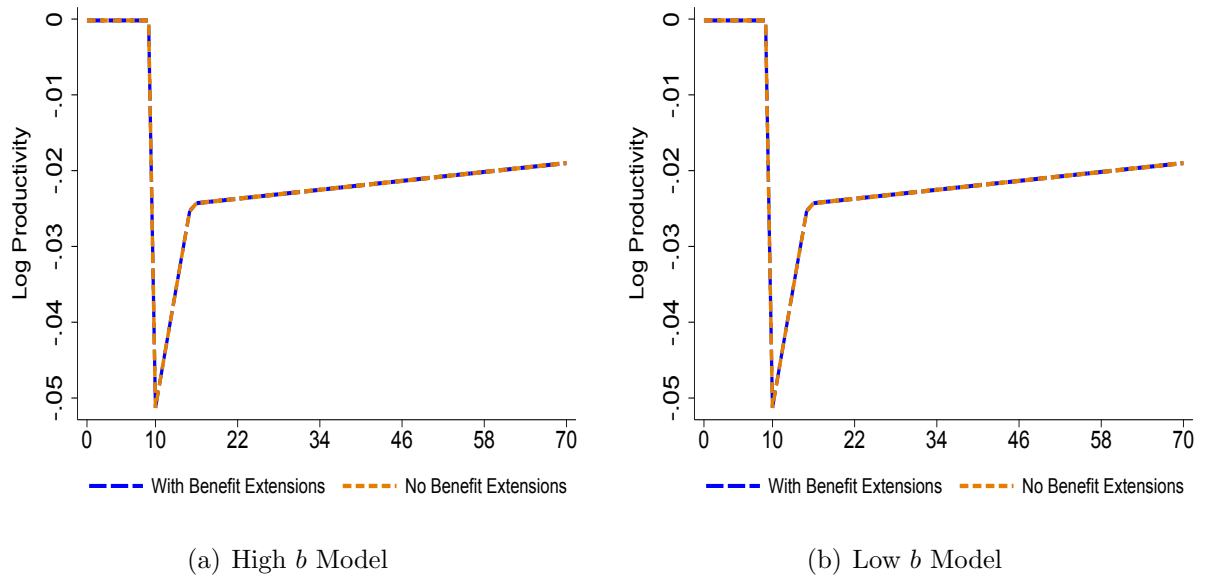 0
-.01
-.02
-.03
-.04
-.05
Log Productivity
0 10 22 34 46 58 70
With Benefit Extensions No Benefit Extensions
(a) High b Model
0
-.01
-.02
-.03
-.04
-.05
Log Productivity
0 10 22 34 46 58 70
With Benefit Extensions No Benefit Extensions
(b) Low b Model